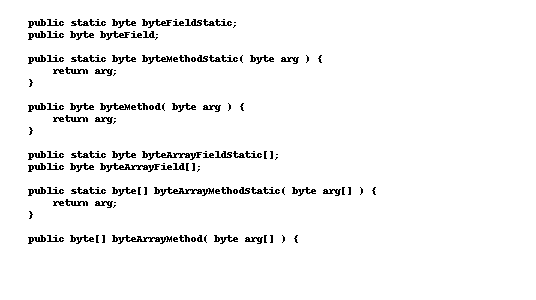 public static byte byteFieldStatic;
public byte byteField;

public static byte byteMethodStatic( byte arg ) {
    return arg;
}

public byte byteMethod( byte arg ) {
    return arg;
}

public static byte byteArrayFieldStatic[];
public byte byteArrayField[];

public static byte[] byteArrayMethodStatic( byte arg[] ) {
    return arg;
}

public byte[] byteArrayMethod( byte arg[] ) {